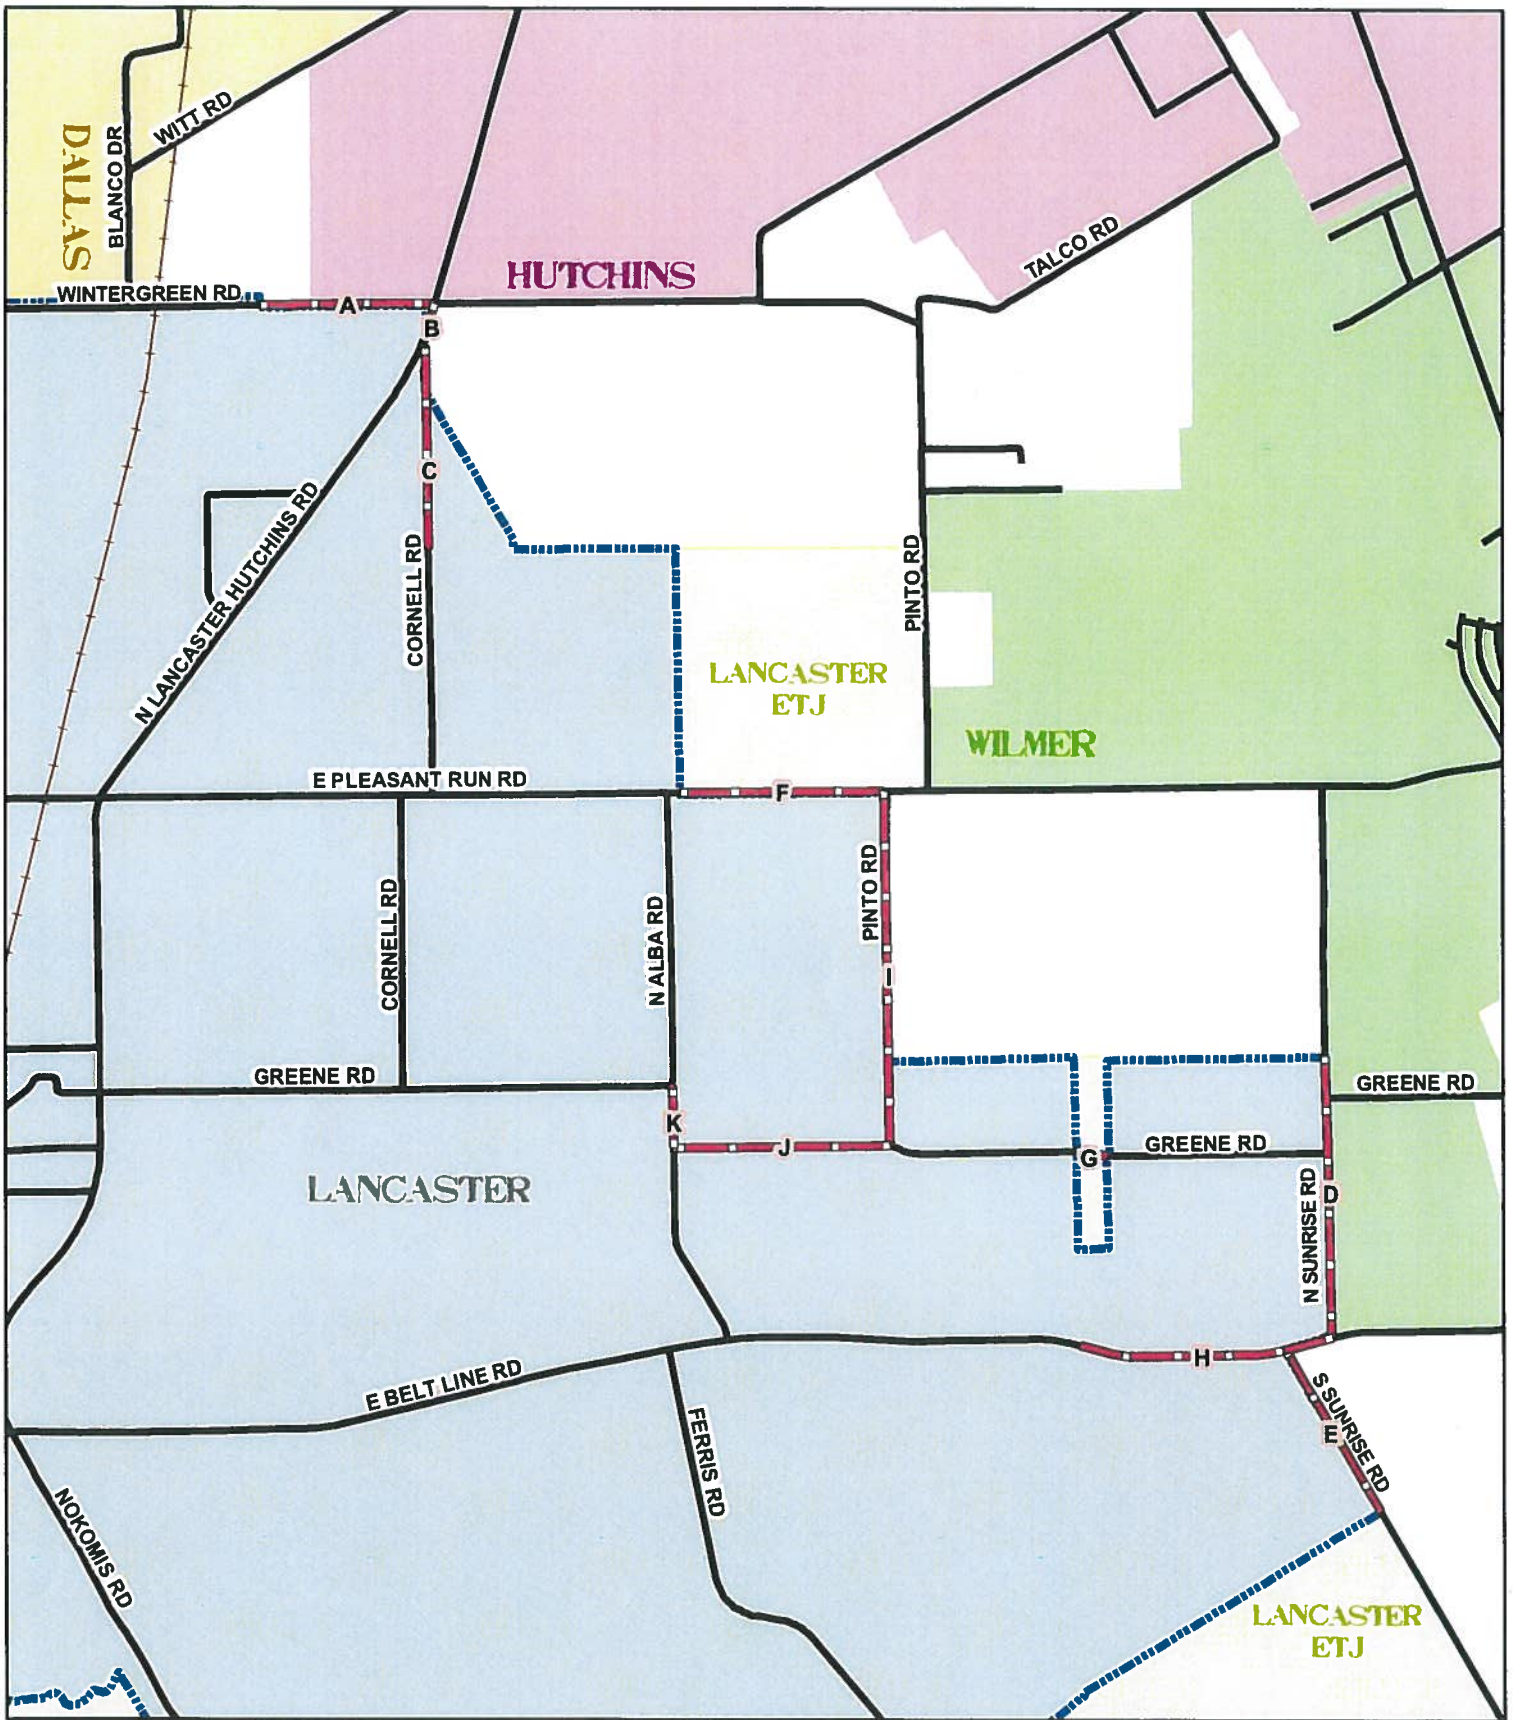 WITT RD
DALLAS
BLANCO DR
TALCO RD
HUTCHINS
WINTERGREEN RD
A
B
C
N LANCASTER HUTCHINS RD
CORNELL RD
PINTO RD
LANCASTER
ETJ
WILMER
E PLEASANT RUN RD
F
PINTO RD
CORNELL RD
N ALBA RD
I
GREENE RD
GREENE RD
K
J
G
GREENE RD
LANCASTER
D
N SUNRISE RD
H
E BELT LINE RD
S SUNRISE RD
E
FERRIS RD
NOKOMIS RD
LANCASTER
ETJ